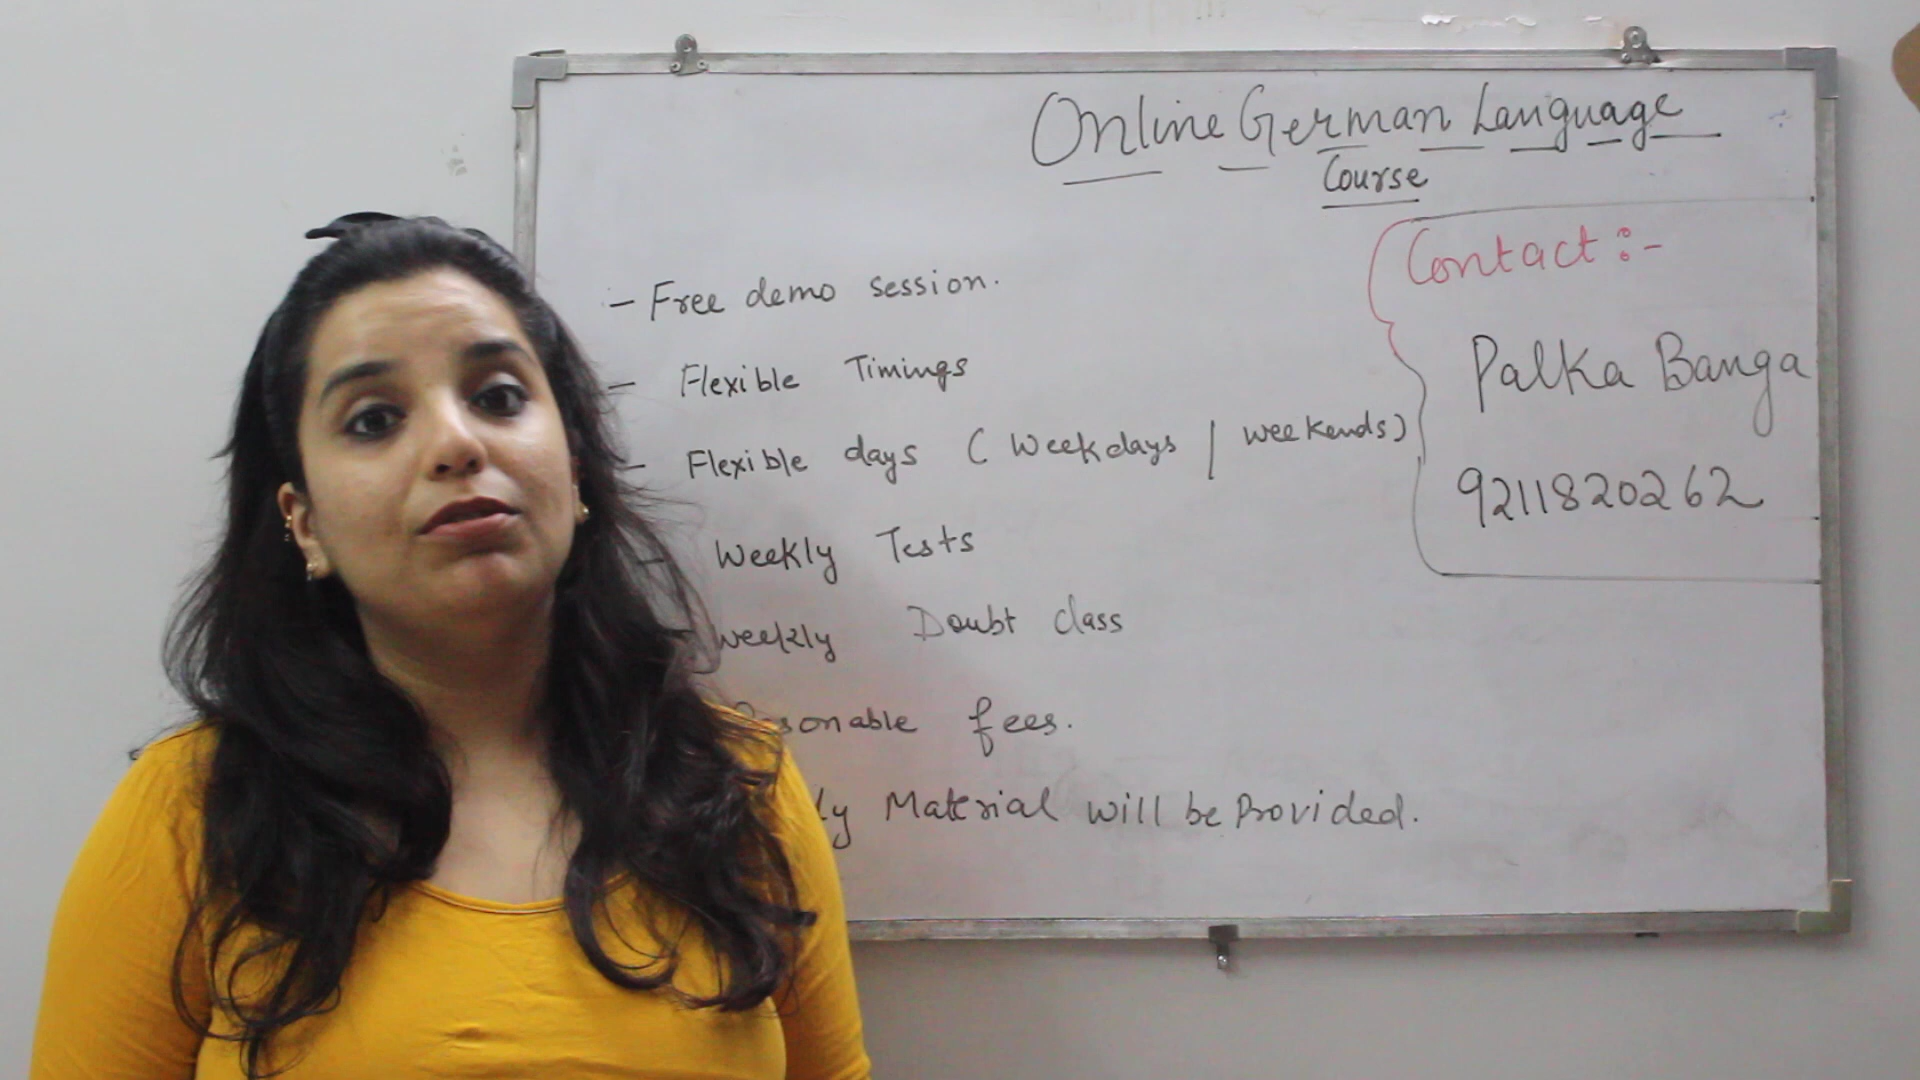 Online German Language
Course
- Free demo session.
- Flexible Timings
- Flexible days ( Weekdays | weekends )
- Weekly Tests
- Weekly Doubt class
fees.
Material will be Provided.
Contact :-
Palka Banga
9211820262